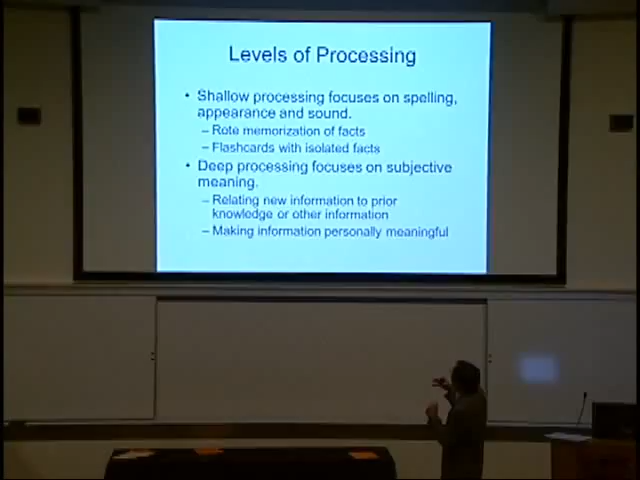 Levels of Processing
• Shallow processing focuses on spelling,
appearance and sound.
– Rote memorization of facts
– Flashcards with isolated facts
• Deep processing focuses on subjective
meaning.
– Relating new information to prior
knowledge or other information
– Making information personally meaningful